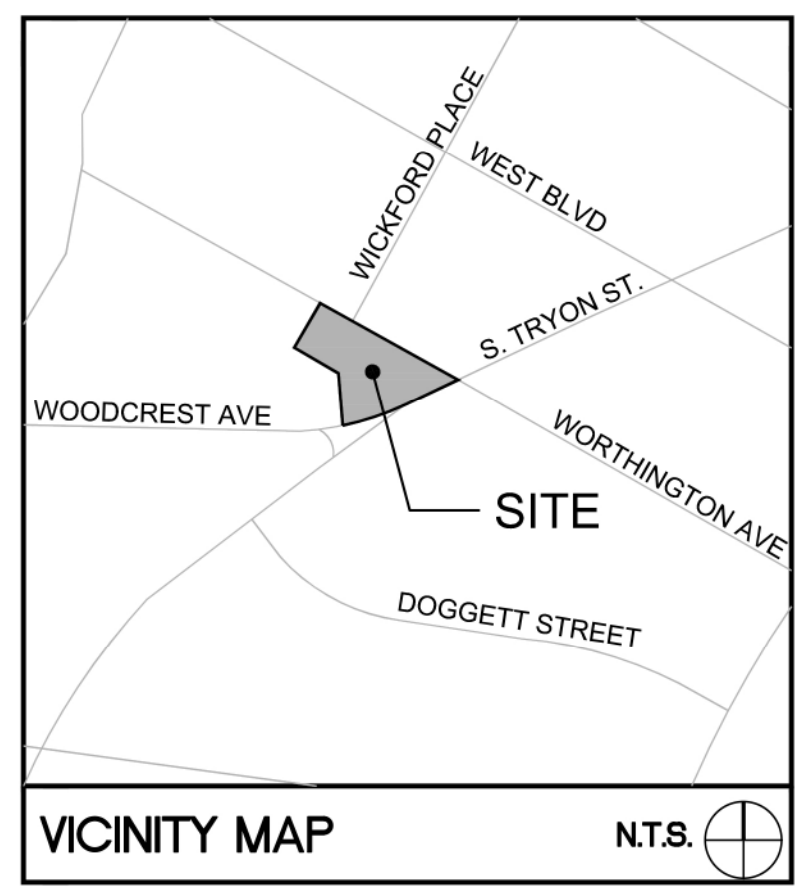 WICKFORD PLACE
WEST BLVD
S. TRYON ST.
WOODCREST AVE
WORTHINGTON AVE
SITE
DOGGETT STREET
VICINITY MAP
N.T.S.